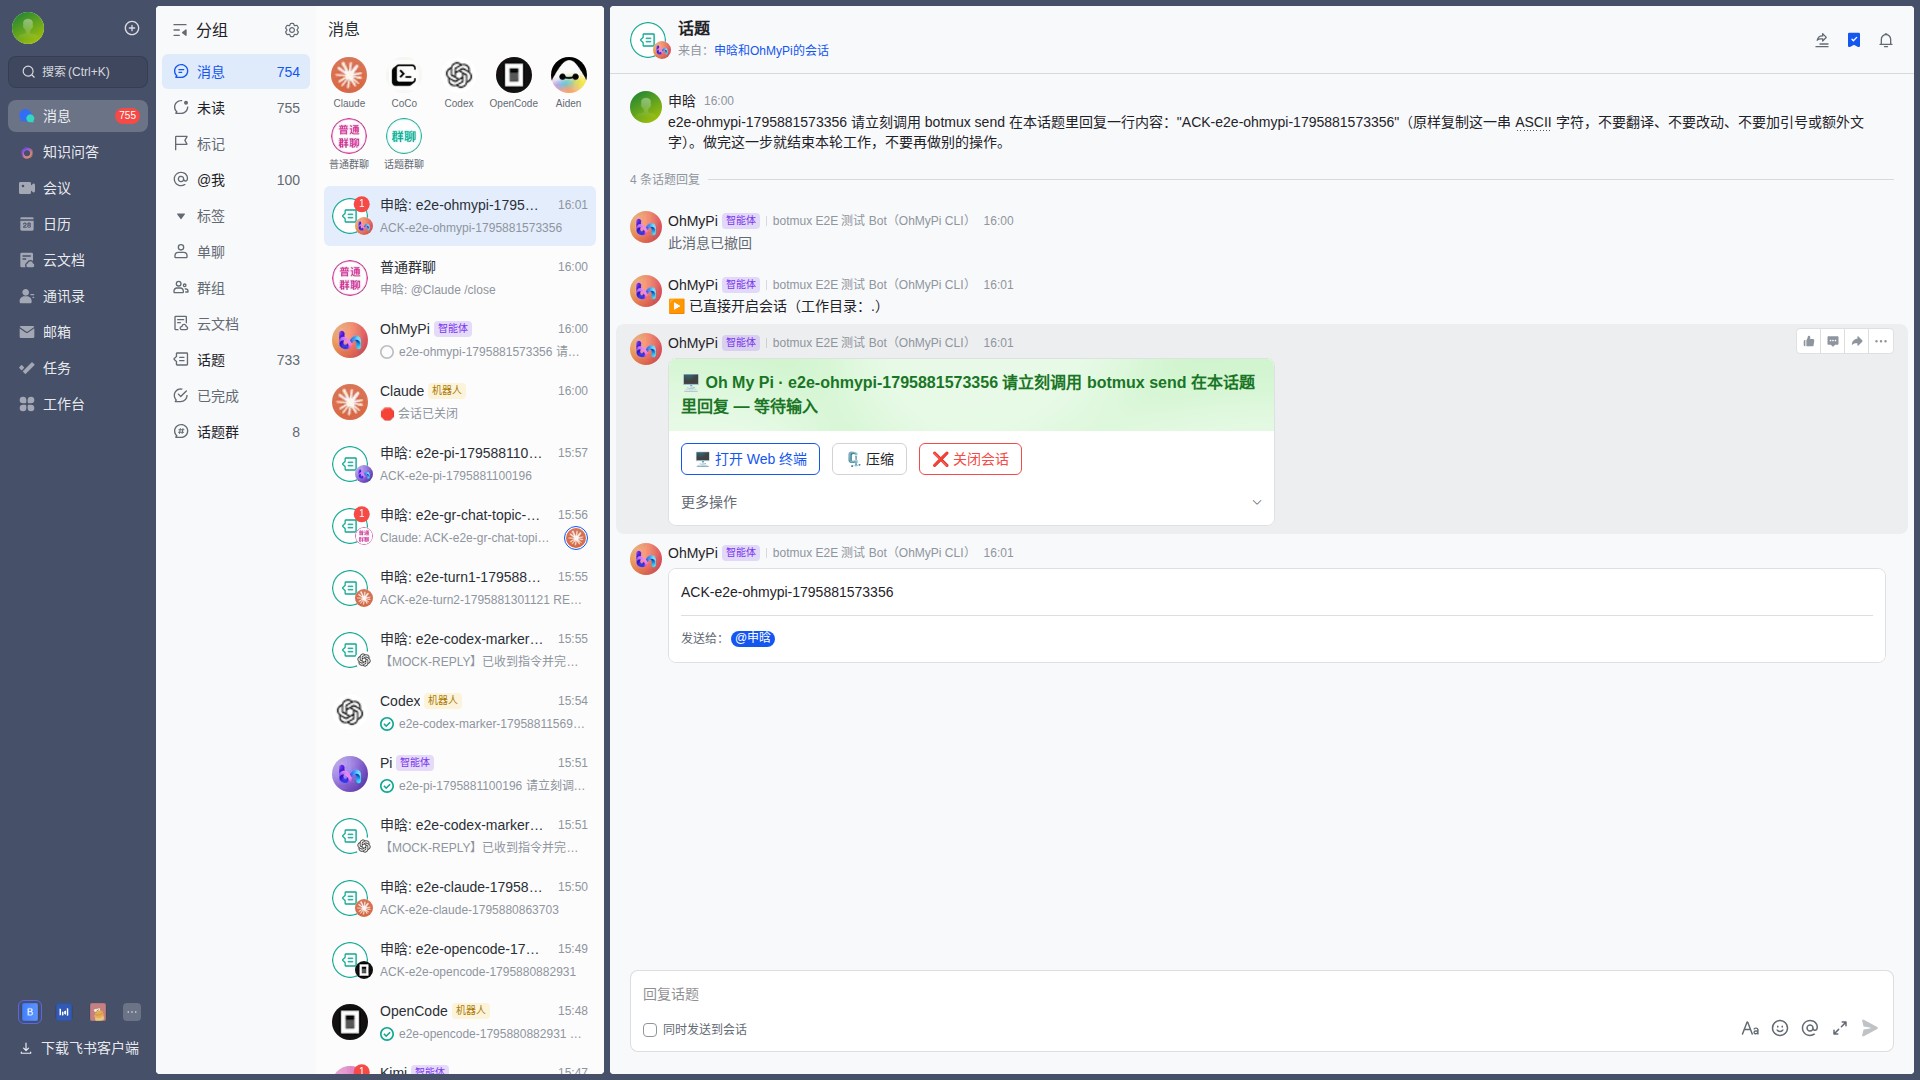 搜索 (Ctrl+K)
消息 755
知识问答
会议
日历
云文档
通讯录
邮箱
任务
工作台
下载飞书客户端
分组
消息 754
未读 755
标记
@我 100
标签
单聊
群组
云文档
话题 733
已完成
话题群 8
消息
Claude CoCo Codex OpenCode Aiden
普通群聊 群聊
普通群聊 话题群聊
1 申晗: e2e-ohmypi-1795… 16:01
ACK-e2e-ohmypi-1795881573356
普通群聊 普通群聊 16:00
申晗: @Claude /close
OhMyPi 智能体 16:00
e2e-ohmypi-1795881573356 请…
Claude 机器人 16:00
会话已关闭
申晗: e2e-pi-179588110… 15:57
ACK-e2e-pi-1795881100196
1 申晗: e2e-gr-chat-topic-… 15:56
Claude: ACK-e2e-gr-chat-topi…
申晗: e2e-turn1-179588… 15:55
ACK-e2e-turn2-1795881301121 RE…
申晗: e2e-codex-marker… 15:55
【MOCK-REPLY】已收到指令并完…
Codex 机器人 15:54
e2e-codex-marker-17958811569…
Pi 智能体 15:51
e2e-pi-1795881100196 请立刻调…
申晗: e2e-codex-marker… 15:51
【MOCK-REPLY】已收到指令并完…
申晗: e2e-claude-17958… 15:50
ACK-e2e-claude-1795880863703
申晗: e2e-opencode-17… 15:49
ACK-e2e-opencode-1795880882931
OpenCode 机器人 15:48
e2e-opencode-1795880882931 …
1 Kimi 智能体 15:47
话题
来自：申晗和OhMyPi的会话
申晗 16:00
e2e-ohmypi-1795881573356 请立刻调用 botmux send 在本话题里回复一行内容："ACK-e2e-ohmypi-1795881573356"（原样复制这一串 ASCII 字符，不要翻译、不要改动、不要加引号或额外文
字）。做完这一步就结束本轮工作，不要再做别的操作。
4 条话题回复
OhMyPi 智能体 botmux E2E 测试 Bot（OhMyPi CLI） 16:00
此消息已撤回
OhMyPi 智能体 botmux E2E 测试 Bot（OhMyPi CLI） 16:01
▶️ 已直接开启会话（工作目录：.）
OhMyPi 智能体 botmux E2E 测试 Bot（OhMyPi CLI） 16:01
🖥️ Oh My Pi · e2e-ohmypi-1795881573356 请立刻调用 botmux send 在本话题
里回复 — 等待输入
🖥️ 打开 Web 终端 🗜️ 压缩 ❌ 关闭会话
更多操作
OhMyPi 智能体 botmux E2E 测试 Bot（OhMyPi CLI） 16:01
ACK-e2e-ohmypi-1795881573356
发送给：@申晗
回复话题
同时发送到会话